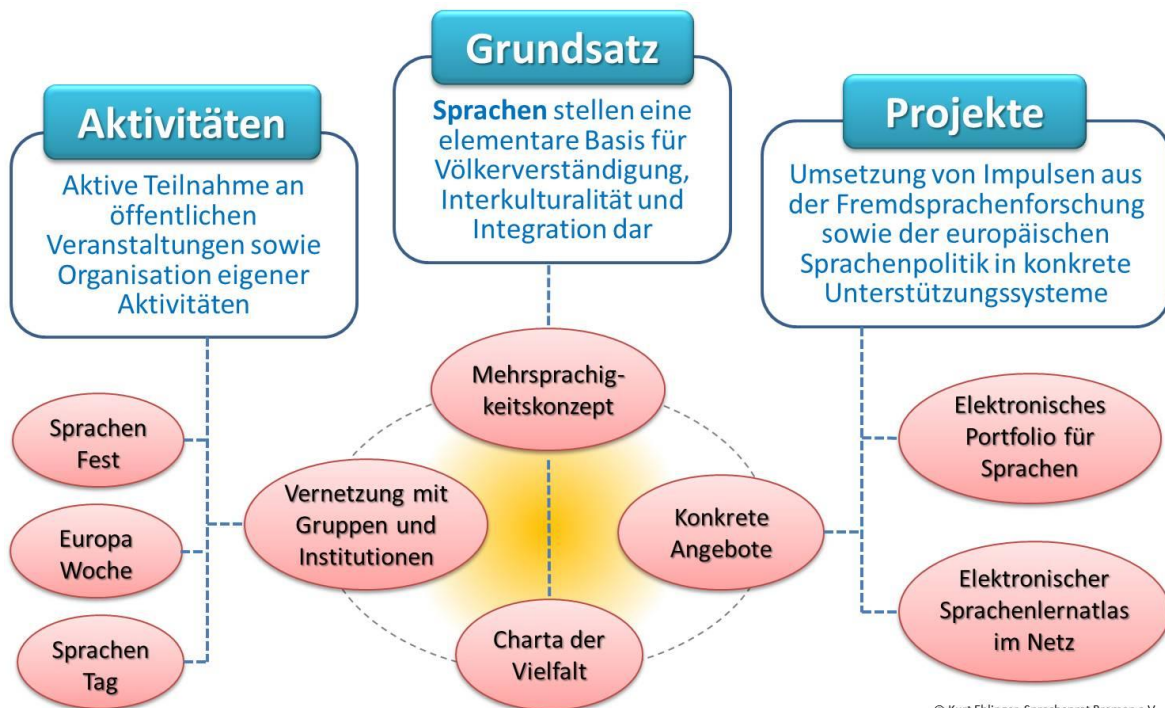 Grundsatz
Sprachen stellen eine
elementare Basis für
Völkerverständigung,
Interkulturalität und
Integration dar
Aktivitäten
Aktive Teilnahme an
öffentlichen
Veranstaltungen sowie
Organisation eigener
Aktivitäten
Projekte
Umsetzung von Impulsen aus
der Fremdsprachenforschung
sowie der europäischen
Sprachenpolitik in konkrete
Unterstützungssysteme
Sprachen
Fest
Europa
Woche
Sprachen
Tag
Mehrsprachig-
keitskonzept
Vernetzung mit
Gruppen und
Institutionen
Konkrete
Angebote
Charta der
Vielfalt
Elektronisches
Portfolio für
Sprachen
Elektronischer
Sprachenlernatlas
im Netz